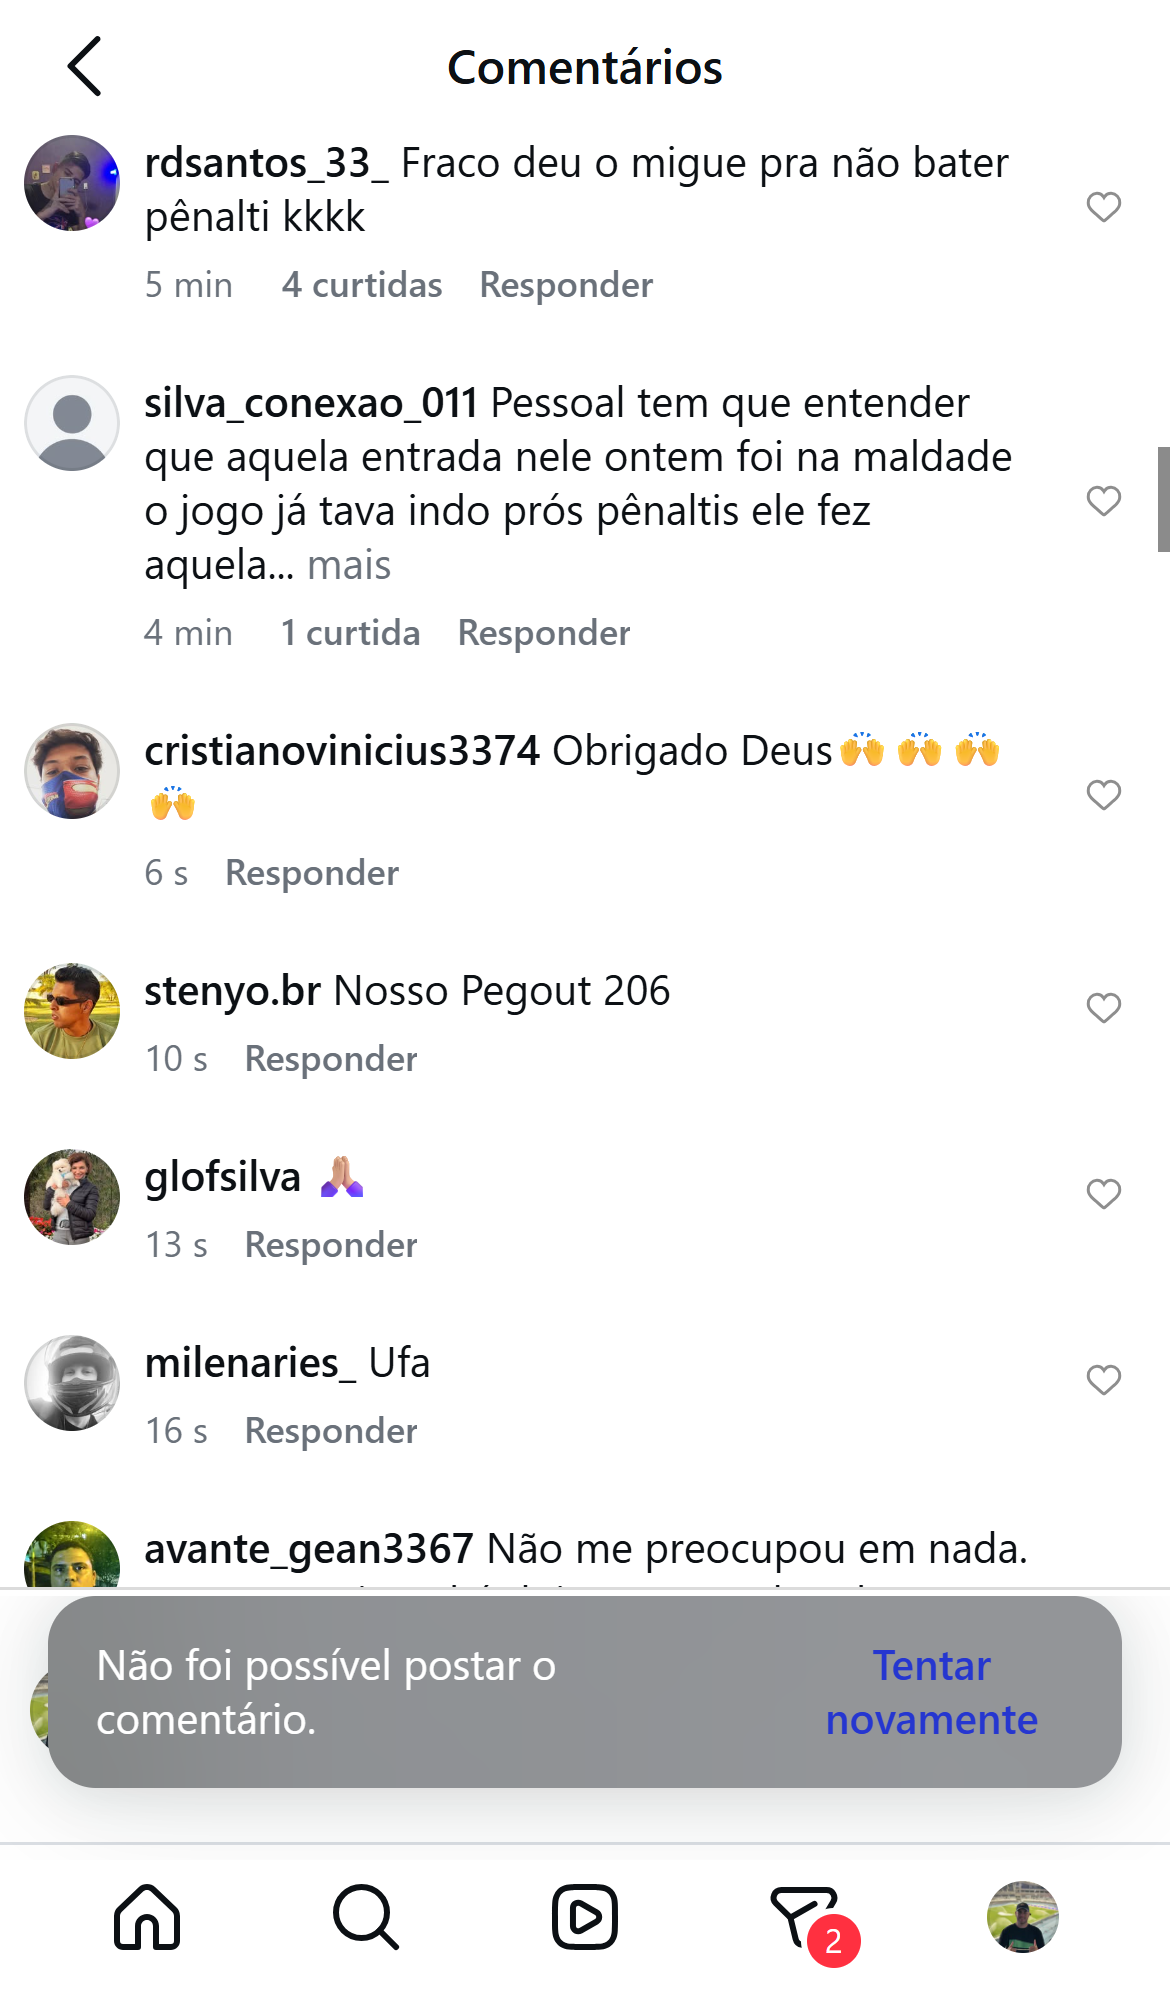 Comentários
rdsantos_33_ Fraco deu o migue pra não bater
pênalti kkkk
5 min 4 curtidas Responder
silva_conexao_011 Pessoal tem que entender
que aquela entrada nele ontem foi na maldade
o jogo já tava indo prós pênaltis ele fez
aquela... mais
4 min 1 curtida Responder
cristianovinicius3374 Obrigado Deus🙌 🙌 🙌
🙌
6 s Responder
stenyo.br Nosso Pegout 206
10 s Responder
glofsilva 🙏🏼
13 s Responder
milenaries_ Ufa
16 s Responder
avante_gean3367 Não me preocupou em nada.
Não foi possível postar o
comentário.
Tentar
novamente
2